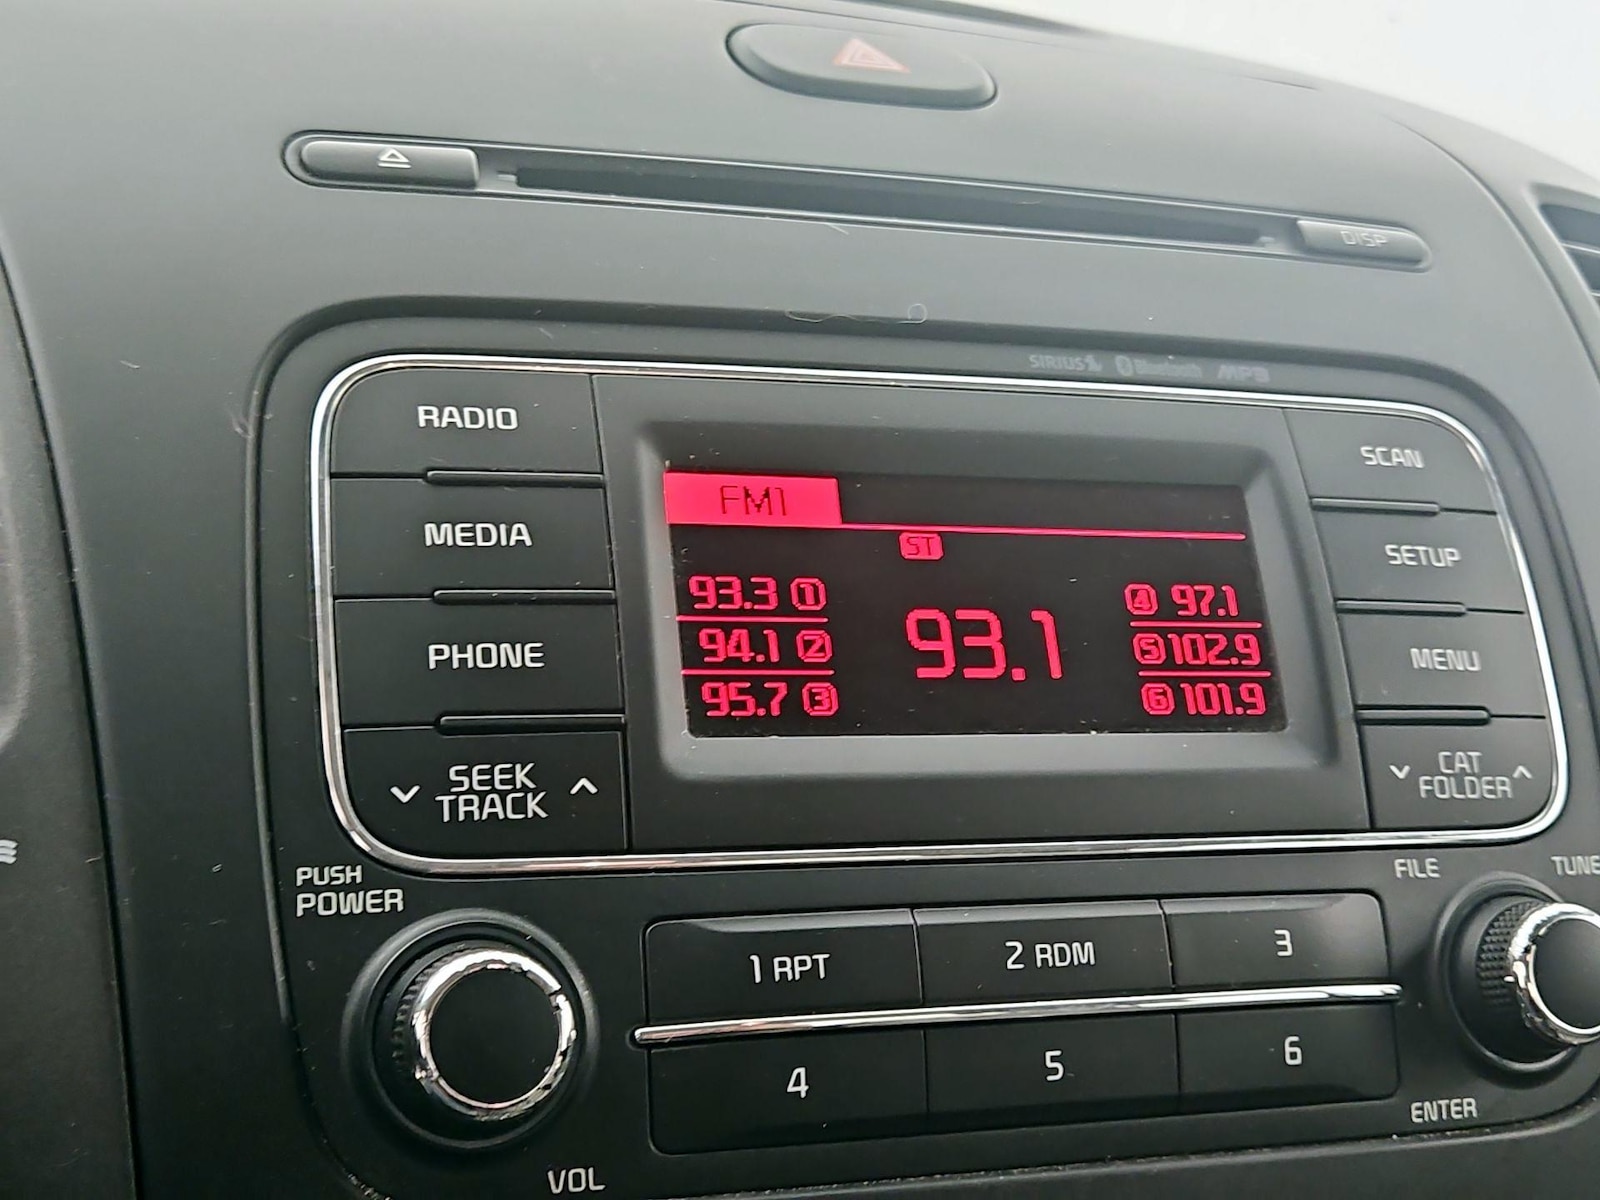 DISP
SIRIUS Bluetooth MP3
RADIO
MEDIA
PHONE
SEEK
TRACK
FM1
ST
93.3 1
94.1 2
95.7 3
93.1
4 97.1
5 102.9
6 101.9
SCAN
SETUP
MENU
CAT
FOLDER
PUSH
POWER
VOL
1 RPT
2 RDM
3
4
5
6
FILE
TUNE
ENTER